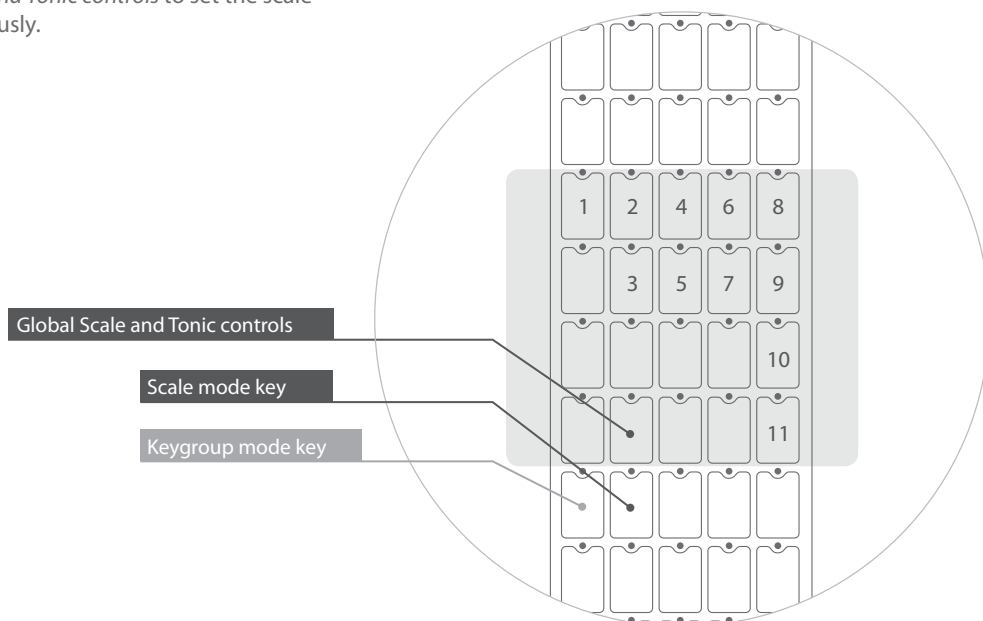 and Tonic controls to set the scale
usly.
1 2 4 6 8
3 5 7 9
10
11
Global Scale and Tonic controls
Scale mode key
Keygroup mode key